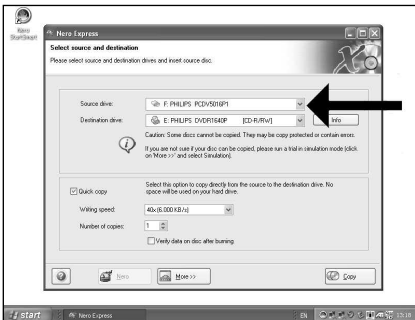 Nero
StartSmart
Nero Express
Select source and destination
Please select source and destination drives and insert source disc.
Source drive:
F: PHILIPS PCDV5016P1
Destination drive:
E: PHILIPS DVDR1640P [CD-R/RW]
Info
Caution: Some discs cannot be copied. They may be copy protected or contain errors.
If you are not sure if your disc can be copied, please run a trial in simulation mode (click
on 'More >>' and select Simulation).
Quick copy
Select this option to copy directly from the source to the destination drive. No
space will be used on your hard drive.
Writing speed:
40x (6.000 KB/s)
Number of copies:
1
Verify data on disc after burning
Nero
More >>
Copy
start
Nero Express
EN
13:18